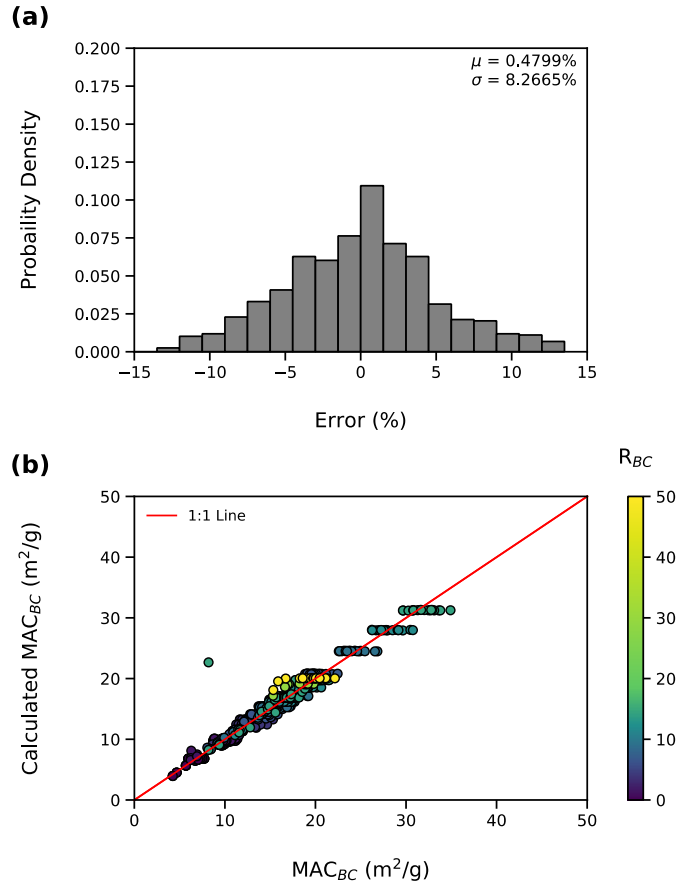 (a)
μ = 0.4799%
σ = 8.2665%
0.200
0.175
0.150
0.125
0.100
0.075
0.050
0.025
0.000
Probaility Density
−15 −10 −5 0 5 10 15
Error (%)
(b)
R_BC
1:1 Line
50
40
30
20
10
0
Calculated MAC_BC (m²/g)
0 10 20 30 40 50
MAC_BC (m²/g)
50
40
30
20
10
0